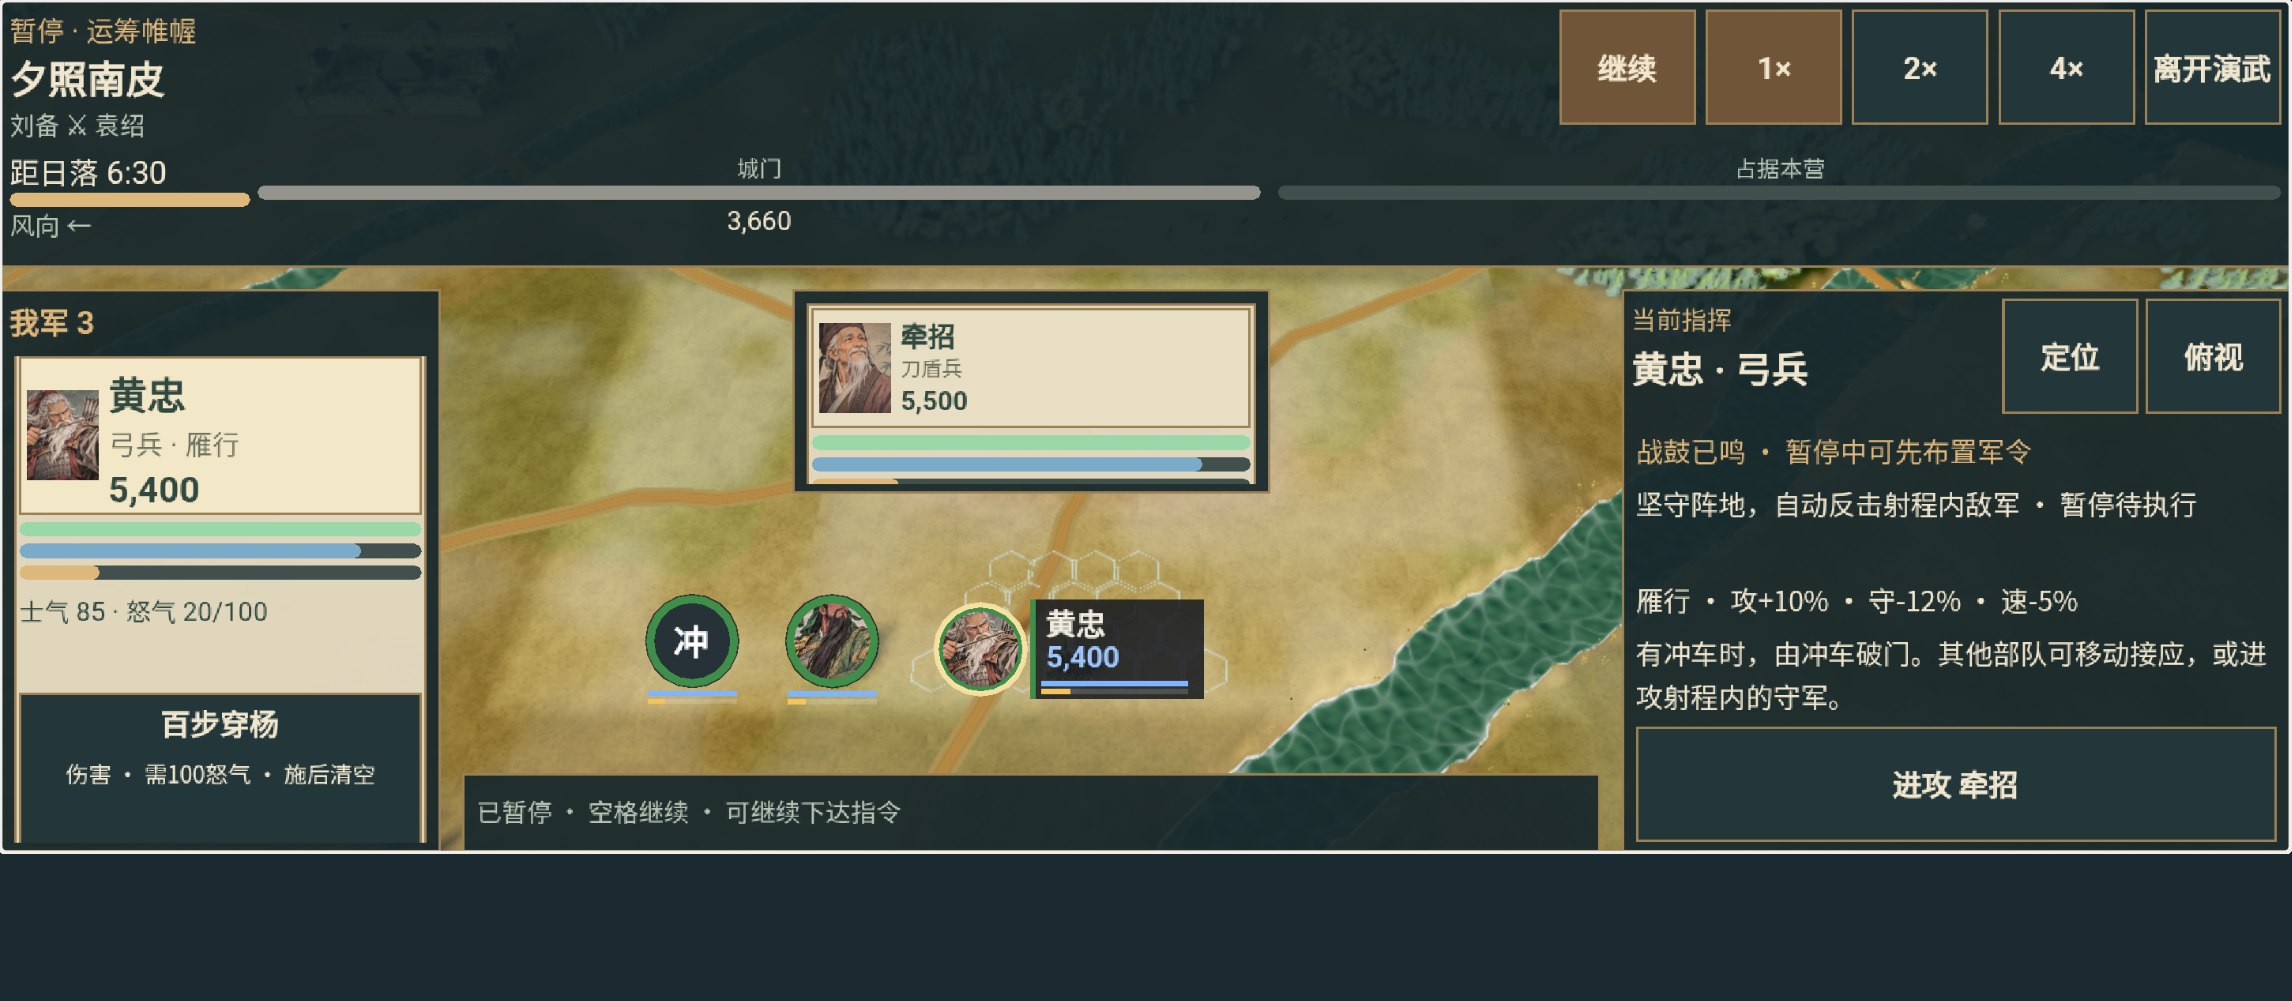 暂停 · 运筹帷幄
夕照南皮
刘备 ⚔ 袁绍
距日落 6:30
风向 ←
城门
3,660
占据本营
继续
1×
2×
4×
离开演武
我军 3
黄忠
弓兵 · 雁行
5,400
士气 85 · 怒气 20/100
百步穿杨
伤害 · 需100怒气 · 施后清空
牵招
刀盾兵
5,500
冲
黄忠
5,400
已暂停 · 空格继续 · 可继续下达指令
当前指挥
黄忠 · 弓兵
定位
俯视
战鼓已鸣 · 暂停中可先布置军令
坚守阵地，自动反击射程内敌军 · 暂停待执行
雁行 · 攻+10% · 守-12% · 速-5%
有冲车时，由冲车破门。其他部队可移动接应，或进
攻射程内的守军。
进攻 牵招